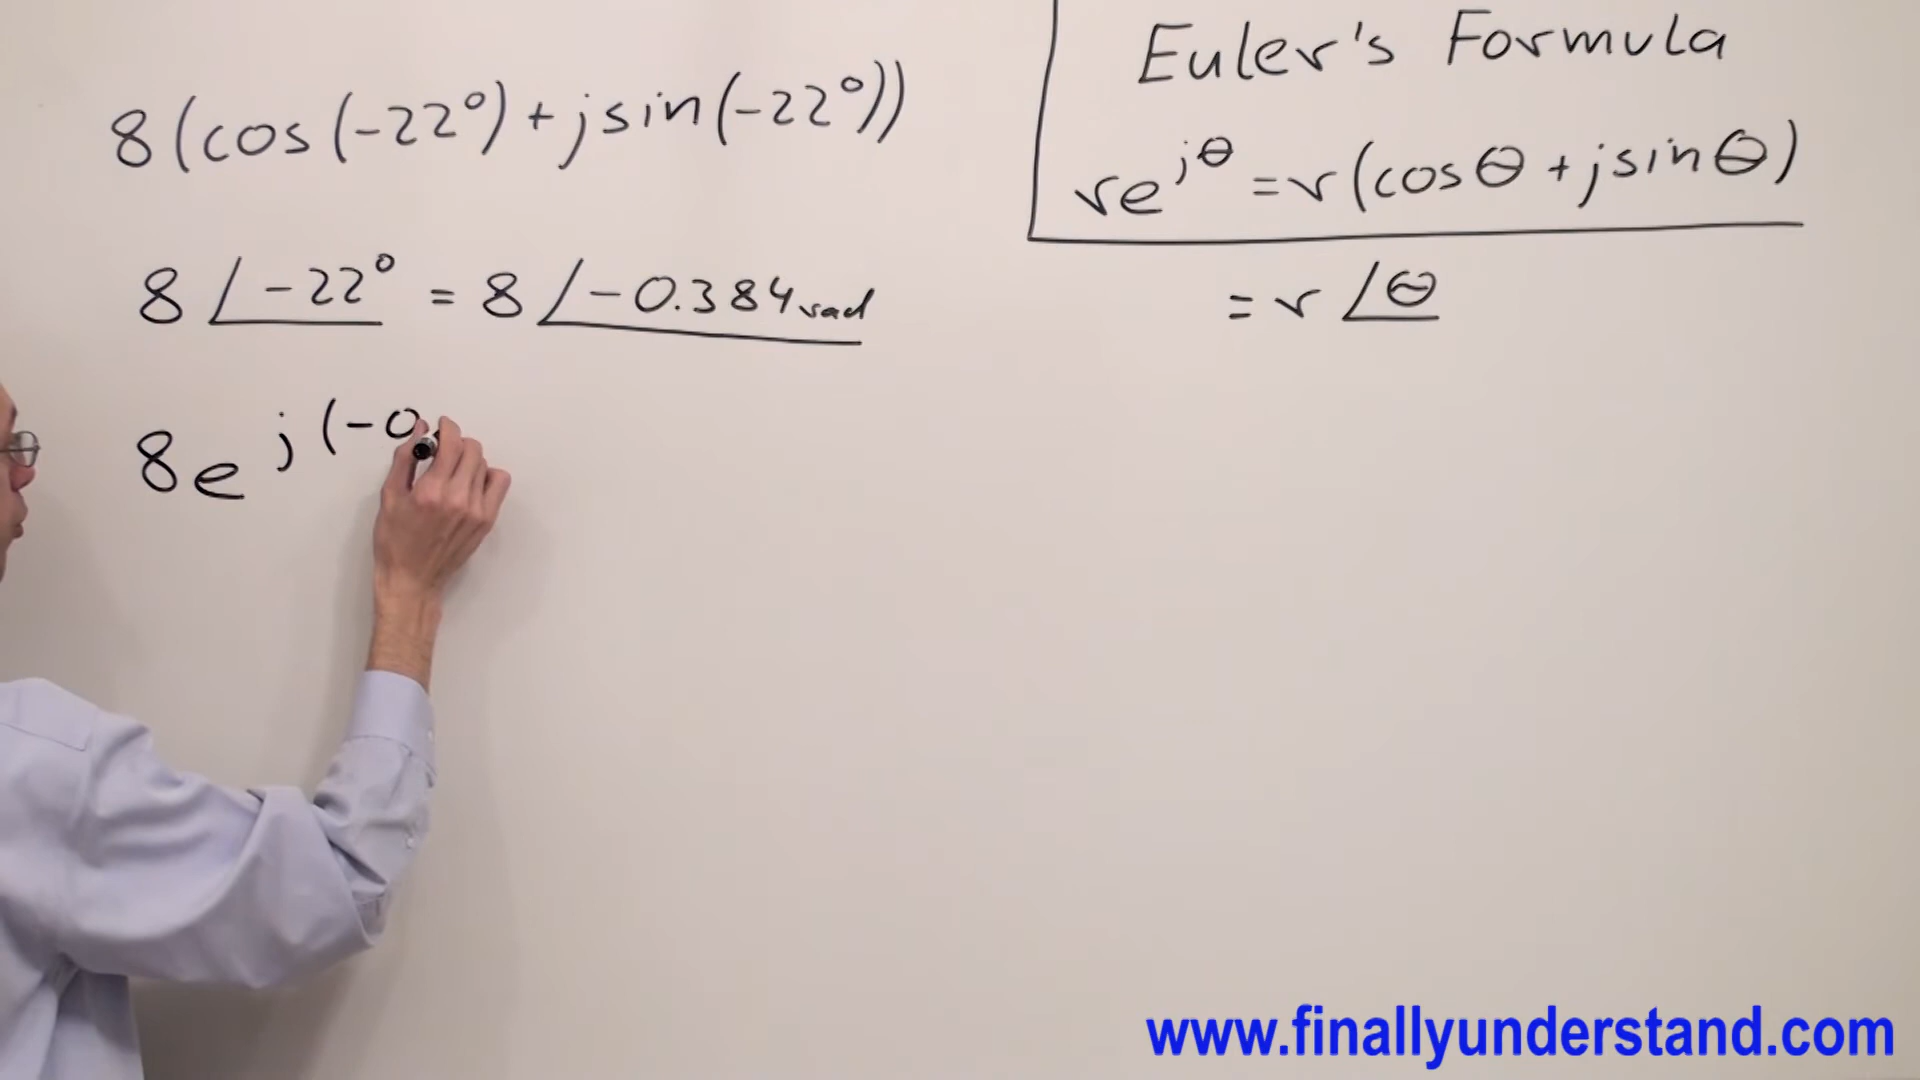 8(cos(-22°)+jsin(-22°))
8∠-22° = 8∠-0.384rad
8e^j(-0.
Euler's Formula
re^jθ = r(cosθ + jsinθ)
= r∠θ
www.finallyunderstand.com